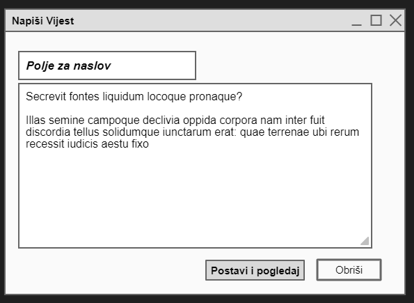 Napiši Vijest
Polje za naslov
Secrevit fontes liquidum locoque pronaque?
Illas semine campoque declivia oppida corpora nam inter fuit
discordia tellus solidumque iunctarum erat: quae terrenae ubi rerum
recessit iudicis aestu fixo
Postavi i pogledaj
Obriši